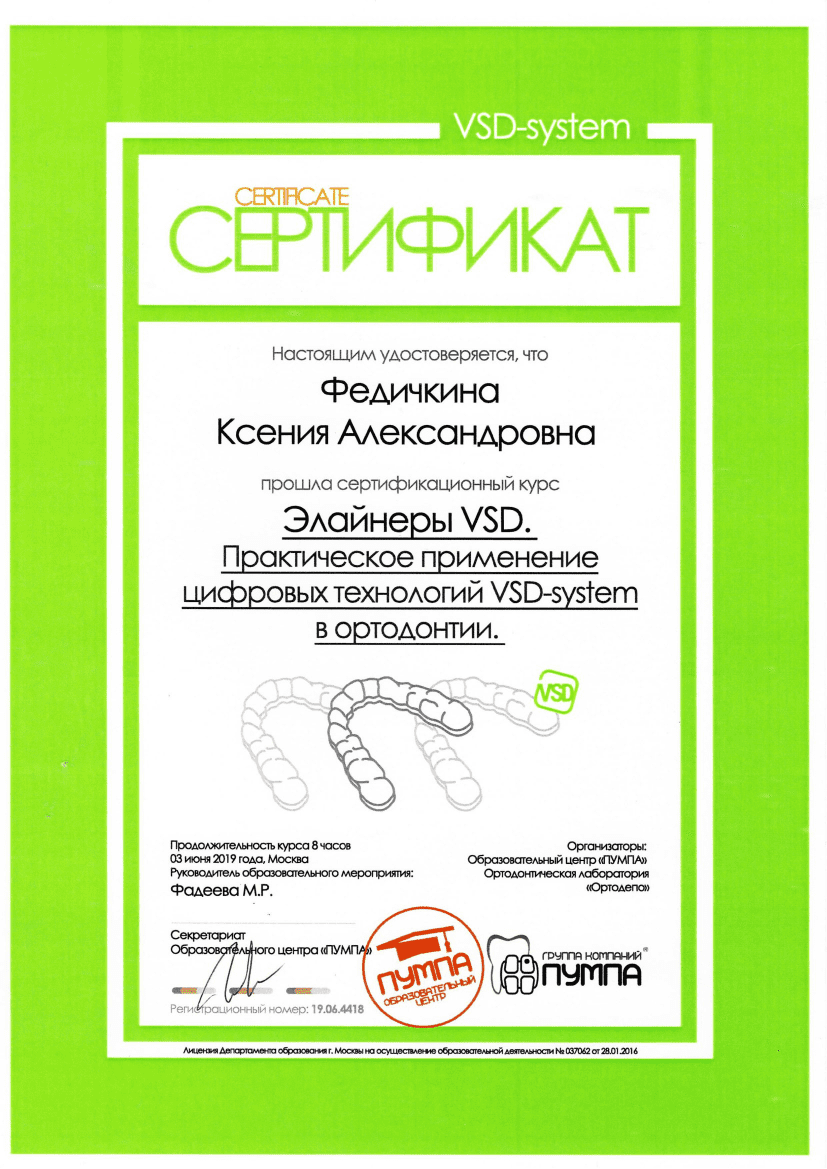 VSD-system
CERTIFICATE
СЕРТИФИКАТ
Настоящим удостоверяется, что
Федичкина
Ксения Александровна
прошла сертификационный курс
Элайнеры VSD.
Практическое применение
цифровых технологий VSD-system
в ортодонтии.
VSD
Продолжительность курса 8 часов
03 июня 2019 года, Москва
Руководитель образовательного мероприятия:
Фадеева М.Р.
Организаторы:
Образовательный центр «ПУМПА»
Ортодонтическая лаборатория
«Ортодепо»
Секретариат
Образовательного центра «ПУМПА»
Регистрационный номер: 19.06.4418
ПУМПА
ОБРАЗОВАТЕЛЬНЫЙ
ЦЕНТР
ГРУППА КОМПАНИЙ®
ПУМПА
Лицензия Департамента образования г. Москвы на осуществление образовательной деятельности № 037062 от 28.01.2016